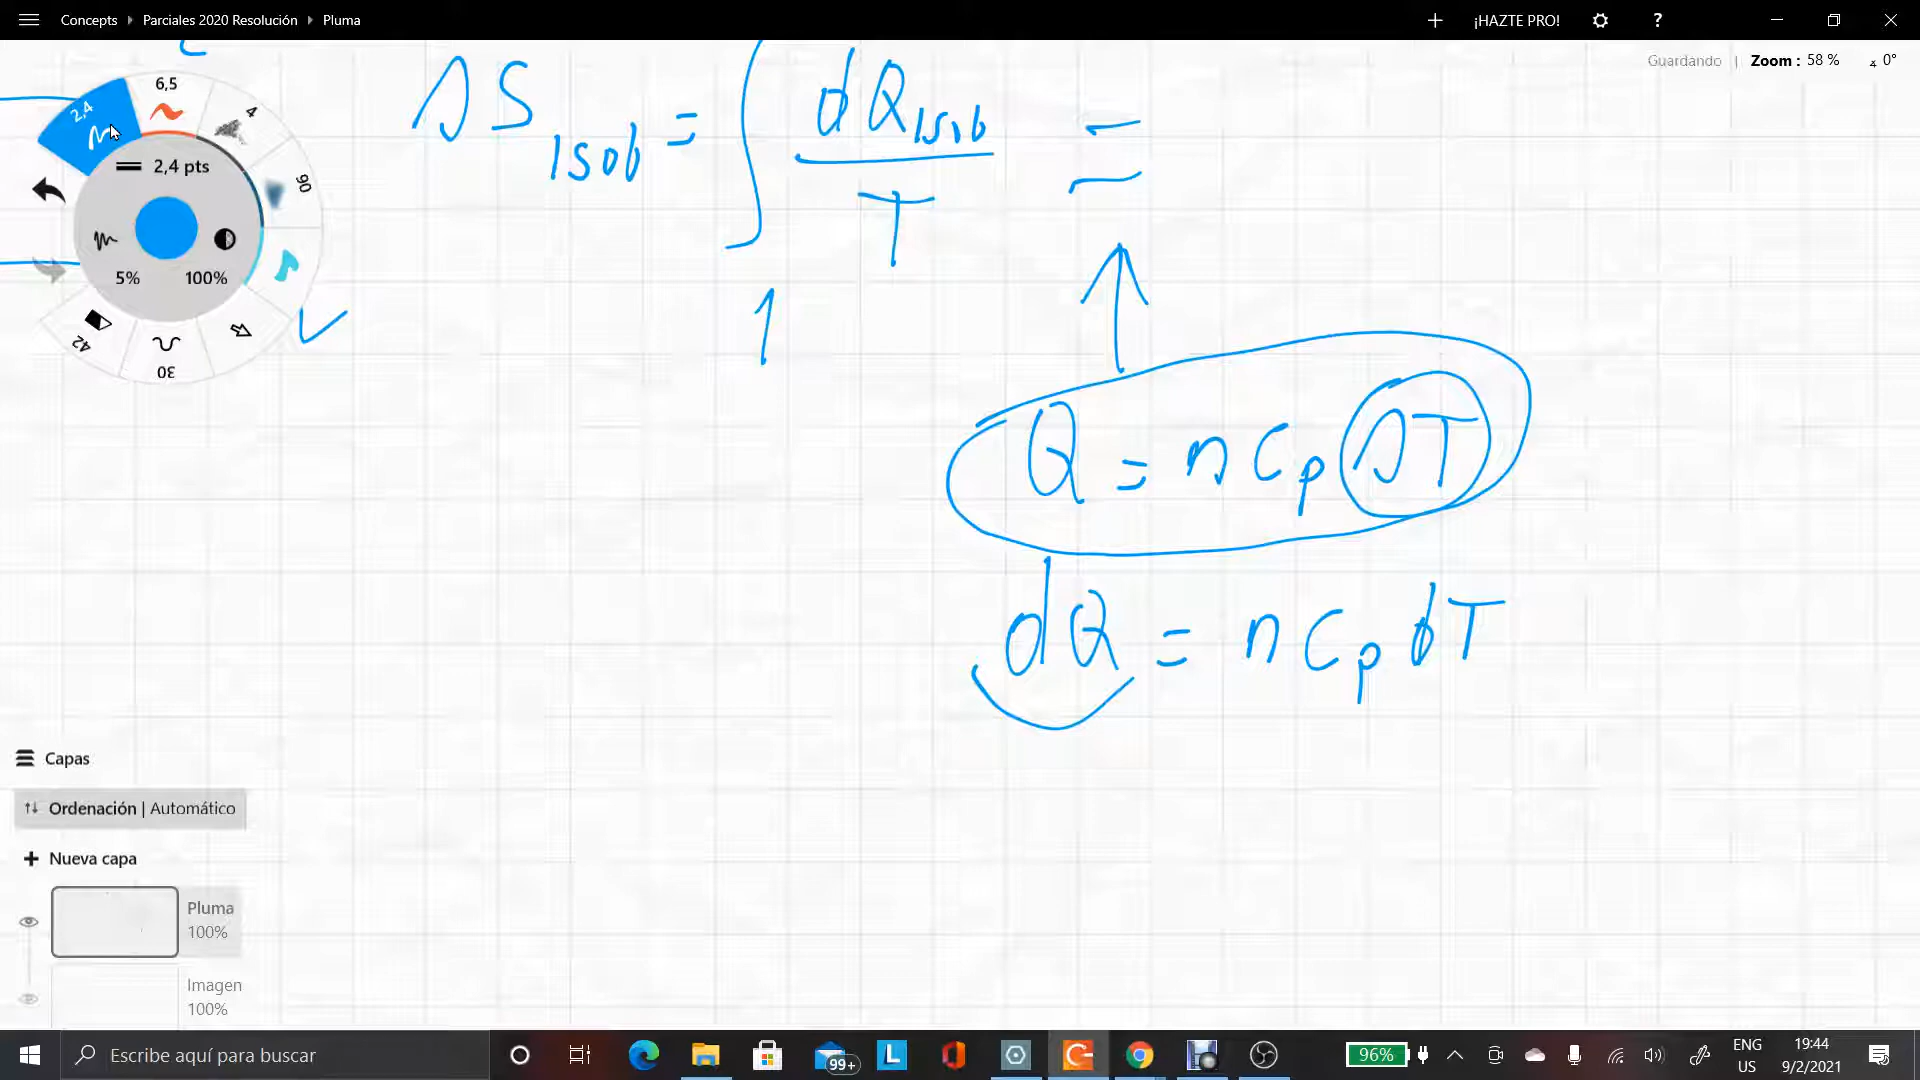 Concepts Parciales 2020 Resolución Pluma
¡HAZTE PRO! ?
Guardando | Zoom : 58 % 0°
2,4
6,5
4
90
2,4 pts
5% 100%
42
30
ΔS isob = ∫ dQ isob / T =
1
Q = n Cp ΔT
dQ = n Cp dT
Capas
Ordenación | Automático
Nueva capa
Pluma
100%
Imagen
100%
Escribe aquí para buscar
99+
L
96%
ENG
US
19:44
9/2/2021